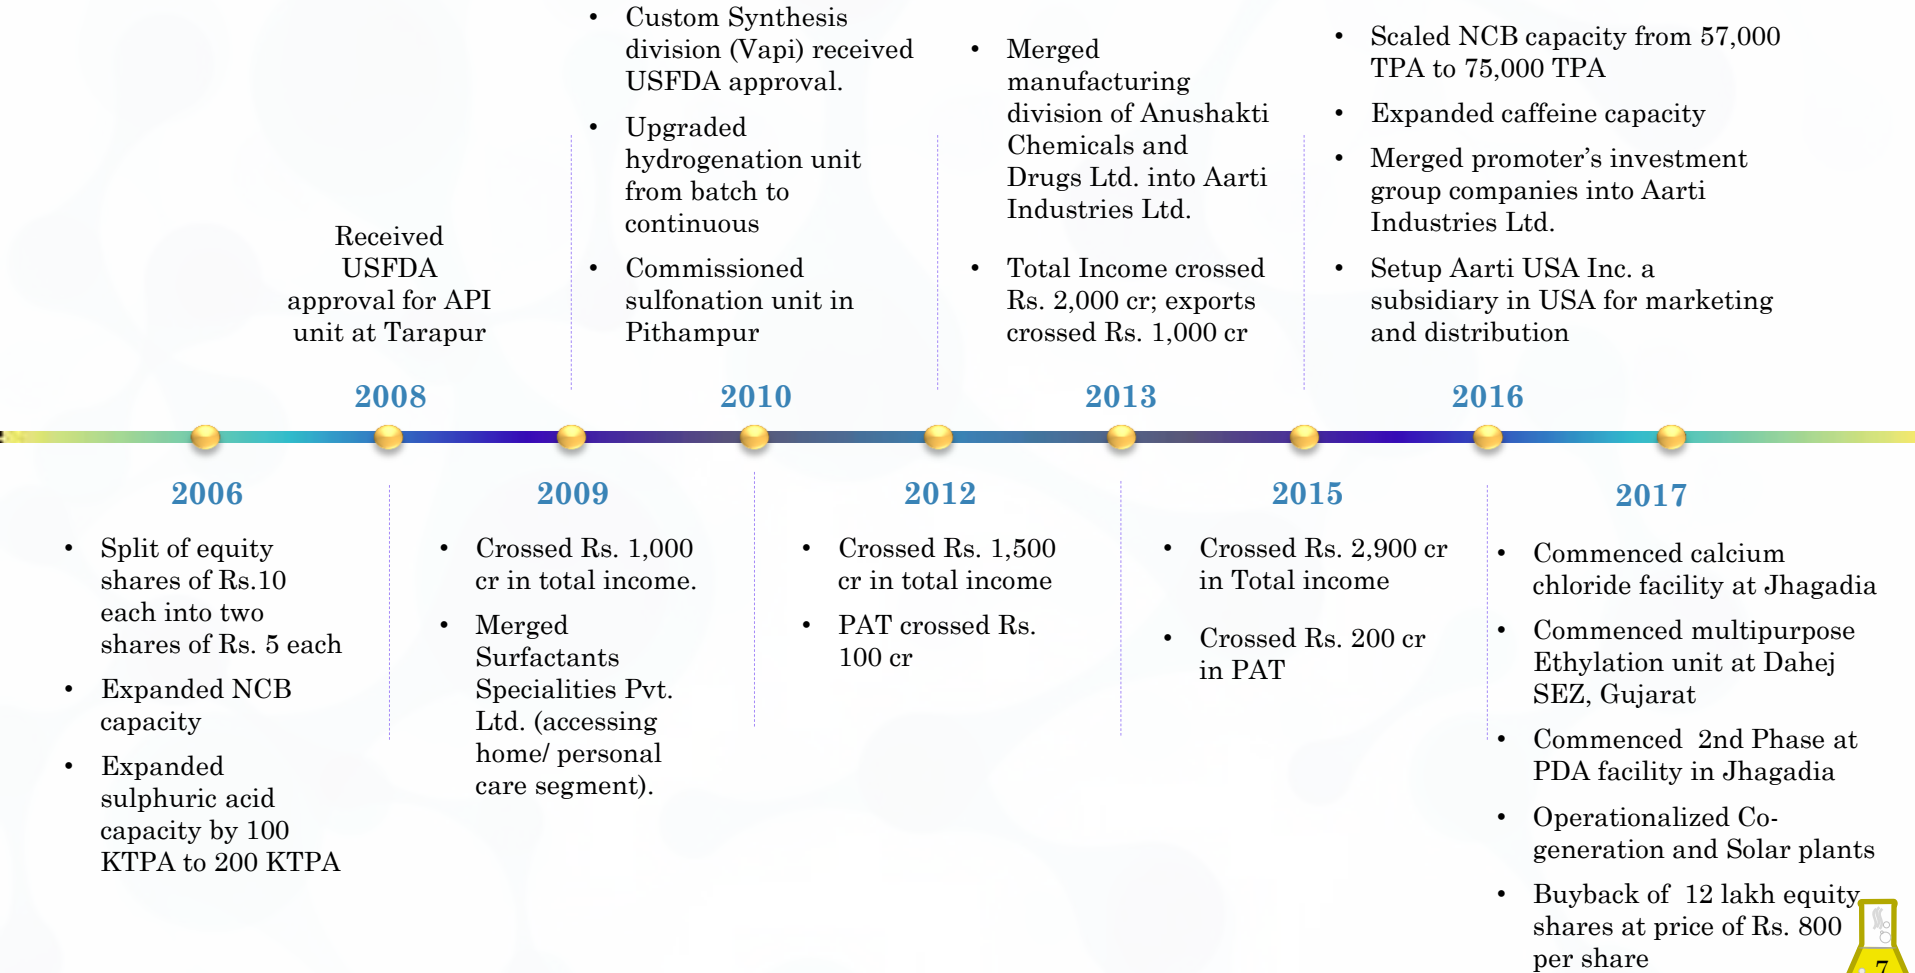 Received
USFDA
approval for API
unit at Tarapur
2008
• Custom Synthesis
division (Vapi) received
USFDA approval.
• Upgraded
hydrogenation unit
from batch to
continuous
• Commissioned
sulfonation unit in
Pithampur
2010
• Merged
manufacturing
division of Anushakti
Chemicals and
Drugs Ltd. into Aarti
Industries Ltd.
• Total Income crossed
Rs. 2,000 cr; exports
crossed Rs. 1,000 cr
2013
• Scaled NCB capacity from 57,000
TPA to 75,000 TPA
• Expanded caffeine capacity
• Merged promoter’s investment
group companies into Aarti
Industries Ltd.
• Setup Aarti USA Inc. a
subsidiary in USA for marketing
and distribution
2016
2006
• Split of equity
shares of Rs.10
each into two
shares of Rs. 5 each
• Expanded NCB
capacity
• Expanded
sulphuric acid
capacity by 100
KTPA to 200 KTPA
2009
• Crossed Rs. 1,000
cr in total income.
• Merged
Surfactants
Specialities Pvt.
Ltd. (accessing
home/ personal
care segment).
2012
• Crossed Rs. 1,500
cr in total income
• PAT crossed Rs.
100 cr
2015
• Crossed Rs. 2,900 cr
in Total income
• Crossed Rs. 200 cr
in PAT
2017
• Commenced calcium
chloride facility at Jhagadia
• Commenced multipurpose
Ethylation unit at Dahej
SEZ, Gujarat
• Commenced  2nd Phase at
PDA facility in Jhagadia
• Operationalized Co-
generation and Solar plants
• Buyback of  12 lakh equity
shares at price of Rs. 800
per share
7